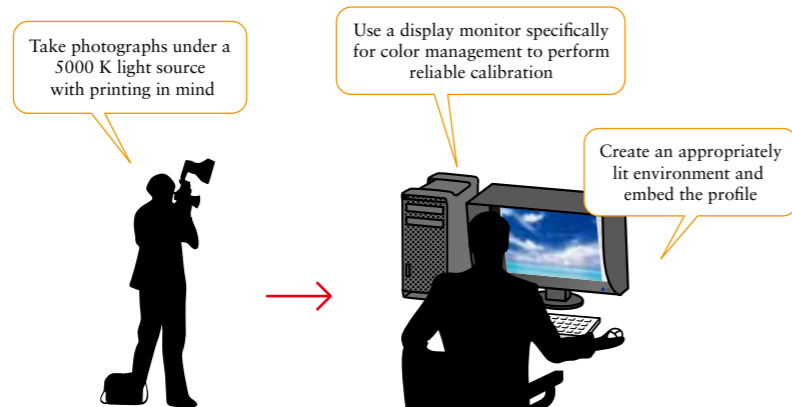 Take photographs under a
5000 K light source
with printing in mind
Use a display monitor specifically
for color management to perform
reliable calibration
Create an appropriately
lit environment and
embed the profile